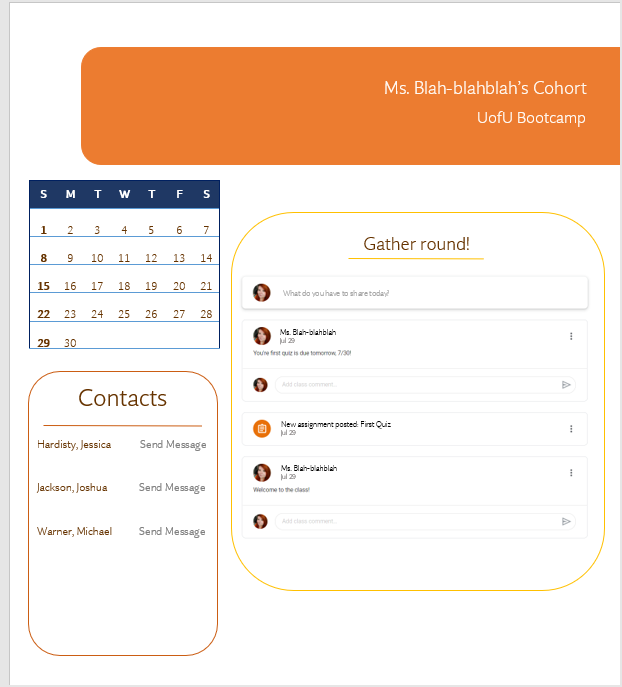 Ms. Blah-blahblah's Cohort
UofU Bootcamp
S M T W T F S
1 2 3 4 5 6 7
8 9 10 11 12 13 14
15 16 17 18 19 20 21
22 23 24 25 26 27 28
29 30
Contacts
Hardisty, Jessica Send Message
Jackson, Joshua Send Message
Warner, Michael Send Message
Gather round!
What do you have to share today?
Ms. Blah-blahblah
Jul 29
You're first quiz is due tomorrow, 7/30!
Add class comment...
New assignment posted: First Quiz
Jul 29
Ms. Blah-blahblah
Jul 29
Welcome to the class!
Add class comment...